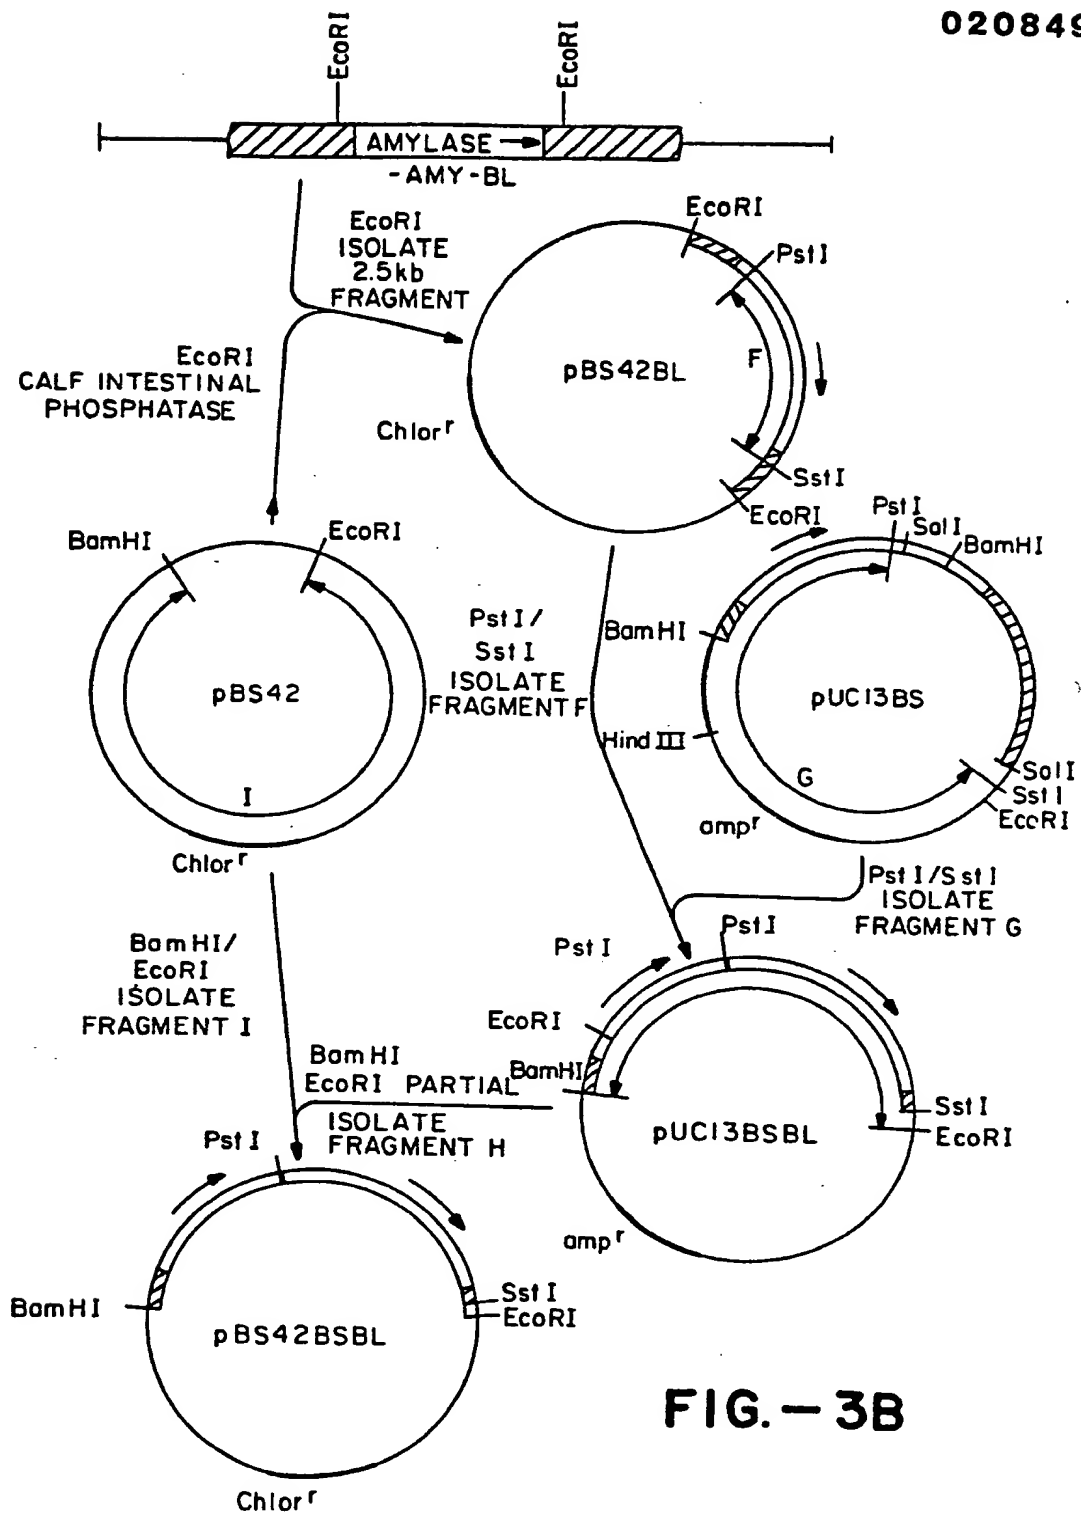 020849
EcoRI
EcoRI
AMYLASE
-AMY-BL
EcoRI
ISOLATE
2.5kb
FRAGMENT
EcoRI
CALF INTESTINAL
PHOSPHATASE
EcoRI
PstI
F
pBS42BL
Chlor r
SstI
EcoRI
BamHI
EcoRI
pBS42
I
Chlor r
PstI/
SstI
ISOLATE
FRAGMENT F
PstI
SalI
BamHI
BamHI
pUC13BS
Hind III
G
SalI
SstI
EcoRI
amp r
PstI/SstI
ISOLATE
FRAGMENT G
BamHI/
EcoRI
ISOLATE
FRAGMENT I
PstI
PstI
EcoRI
BamHI
SstI
EcoRI
pUC13BSBL
amp r
BamHI
EcoRI PARTIAL
ISOLATE
FRAGMENT H
PstI
BamHI
SstI
EcoRI
pBS42BSBL
Chlor r
FIG.-3B